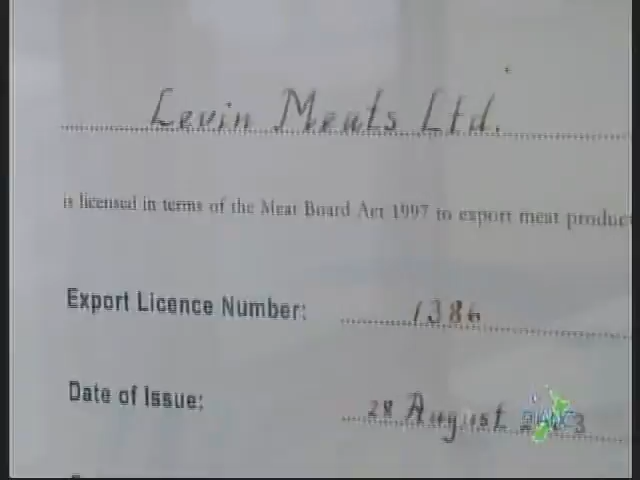 Levin Meats Ltd.
is licensed in terms of the Meat Board Act 1997 to export meat produc
Export Licence Number: 1386
Date of Issue: 28 August